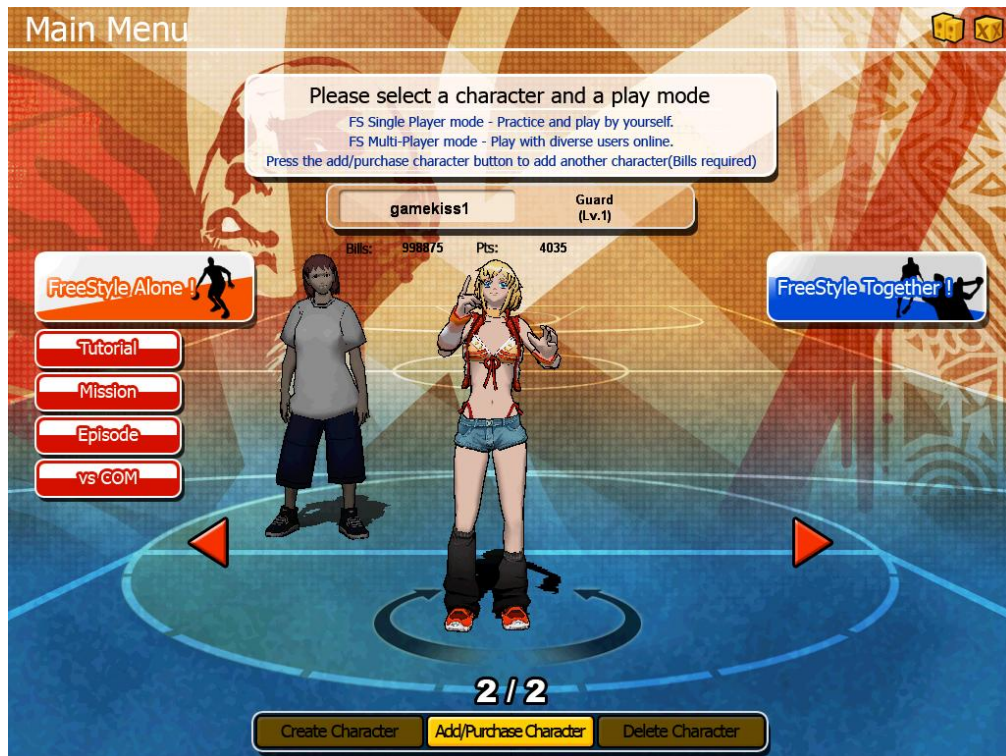 Main Menu
Please select a character and a play mode
FS Single Player mode - Practice and play by yourself.
FS Multi-Player mode - Play with diverse users online.
Press the add/purchase character button to add another character(Bills required)
gamekiss1
Guard
(Lv.1)
Bills: 998875 Pts: 4035
FreeStyle Alone !
FreeStyle Together !
Tutorial
Mission
Episode
vs COM
2 / 2
Create Character Add/Purchase Character Delete Character